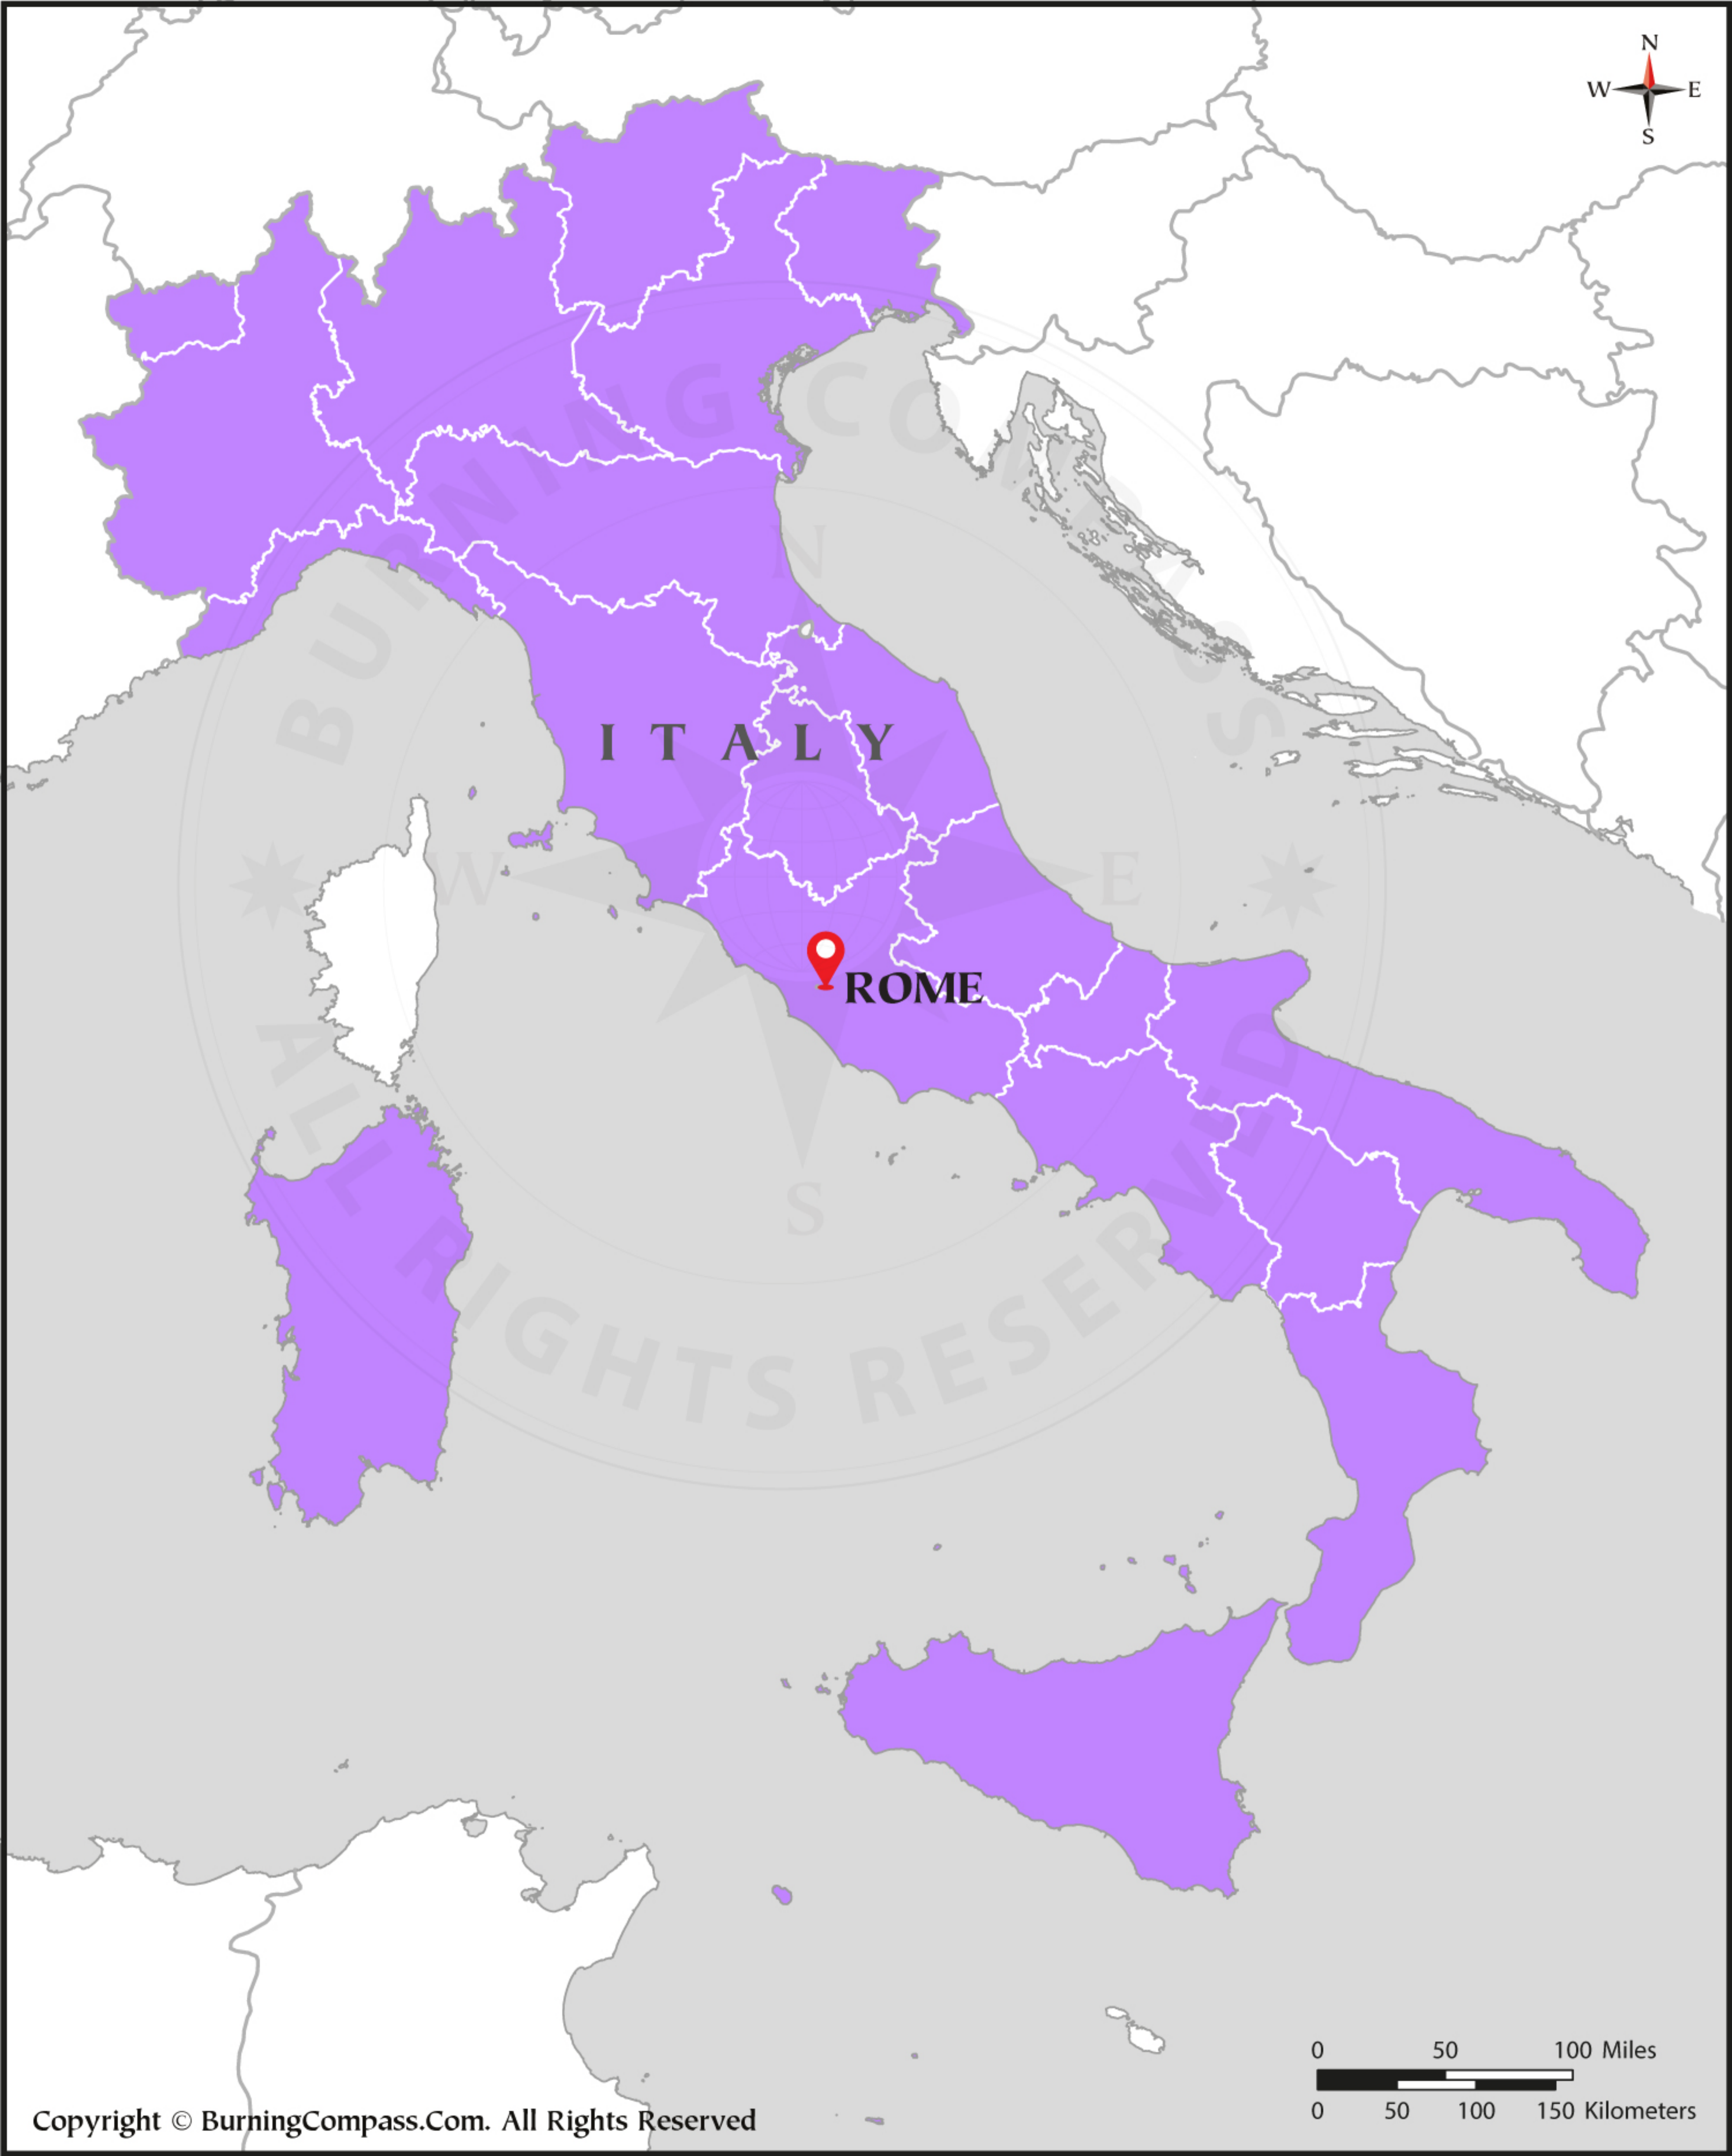 N
W E
S
BURNING COMPASS
N
ITALY
W E
ROME
S
ALL RIGHTS RESERVED
0 50 100 Miles
0 50 100 150 Kilometers
Copyright © BurningCompass.Com. All Rights Reserved